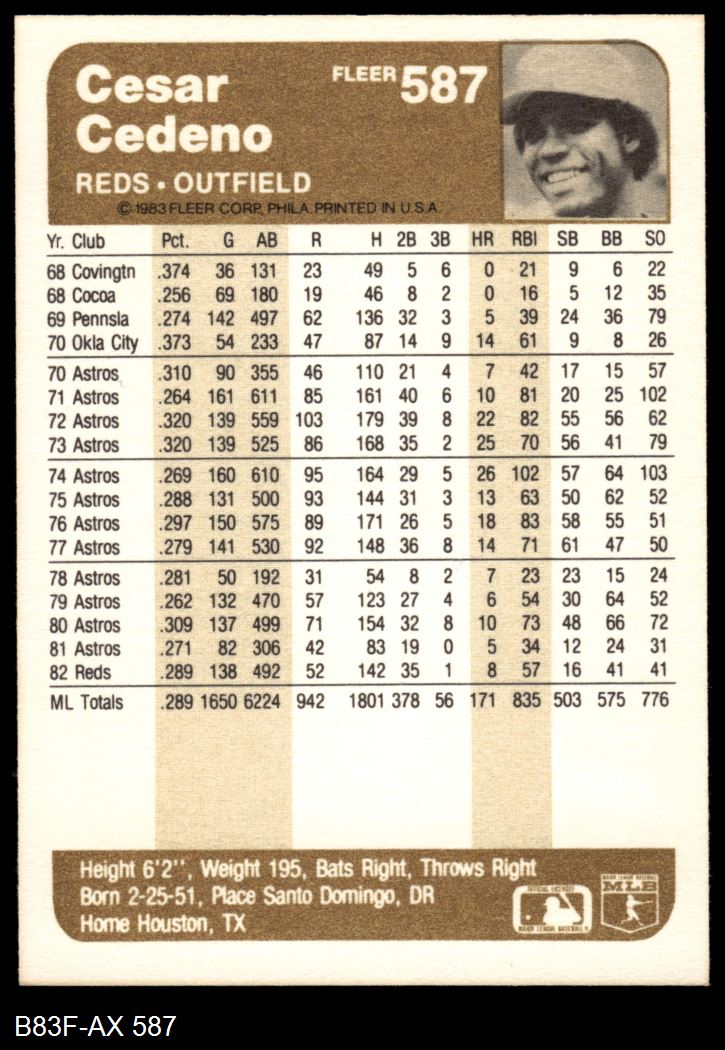 Cesar
Cedeno
FLEER 587
REDS • OUTFIELD
© 1983 FLEER CORP., PHILA. PRINTED IN U.S.A.
Yr. Club Pct. G AB R H 2B 3B HR RBI SB BB SO
68 Covingtn .374 36 131 23 49 5 6 0 21 9 6 22
68 Cocoa .256 69 180 19 46 8 2 0 16 5 12 35
69 Pennsla .274 142 497 62 136 32 3 5 39 24 36 79
70 Okla City .373 54 233 47 87 14 9 14 61 9 8 26
70 Astros .310 90 355 46 110 21 4 7 42 17 15 57
71 Astros .264 161 611 85 161 40 6 10 81 20 25 102
72 Astros .320 139 559 103 179 39 8 22 82 55 56 62
73 Astros .320 139 525 86 168 35 2 25 70 56 41 79
74 Astros .269 160 610 95 164 29 5 26 102 57 64 103
75 Astros .288 131 500 93 144 31 3 13 63 50 62 52
76 Astros .297 150 575 89 171 26 5 18 83 58 55 51
77 Astros .279 141 530 92 148 36 8 14 71 61 47 50
78 Astros .281 50 192 31 54 8 2 7 23 23 15 24
79 Astros .262 132 470 57 123 27 4 6 54 30 64 52
80 Astros .309 137 499 71 154 32 8 10 73 48 66 72
81 Astros .271 82 306 42 83 19 0 5 34 12 24 31
82 Reds .289 138 492 52 142 35 1 8 57 16 41 41
ML Totals .289 1650 6224 942 1801 378 56 171 835 503 575 776
Height 6'2'', Weight 195, Bats Right, Throws Right
Born 2-25-51, Place Santo Domingo, DR
Home Houston, TX
OFFICIAL LICENSEE
MAJOR LEAGUE BASEBALL
MAJOR LEAGUE BASEBALL
MLB
B83F-AX 587